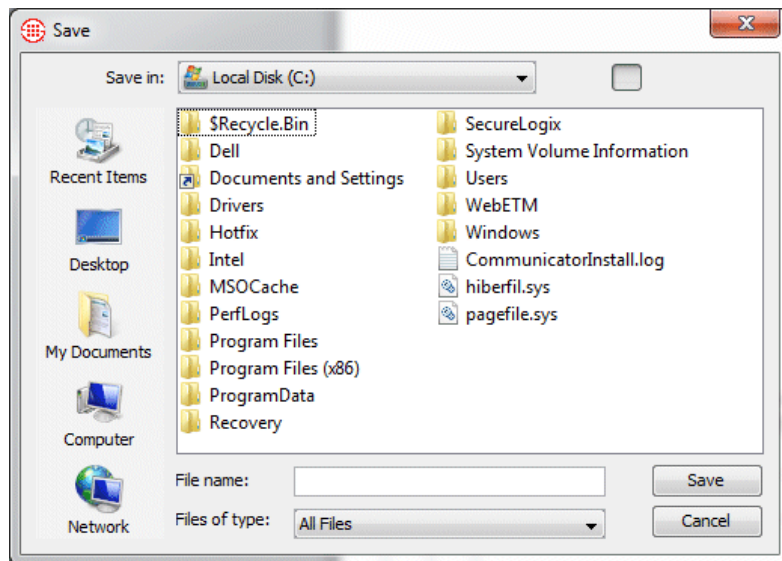 Save
Save in: Local Disk (C:)
Recent Items
Desktop
My Documents
Computer
Network
$Recycle.Bin
Dell
Documents and Settings
Drivers
Hotfix
Intel
MSOCache
PerfLogs
Program Files
Program Files (x86)
ProgramData
Recovery
SecureLogix
System Volume Information
Users
WebETM
Windows
CommunicatorInstall.log
hiberfil.sys
pagefile.sys
File name:
Save
Files of type: All Files
Cancel